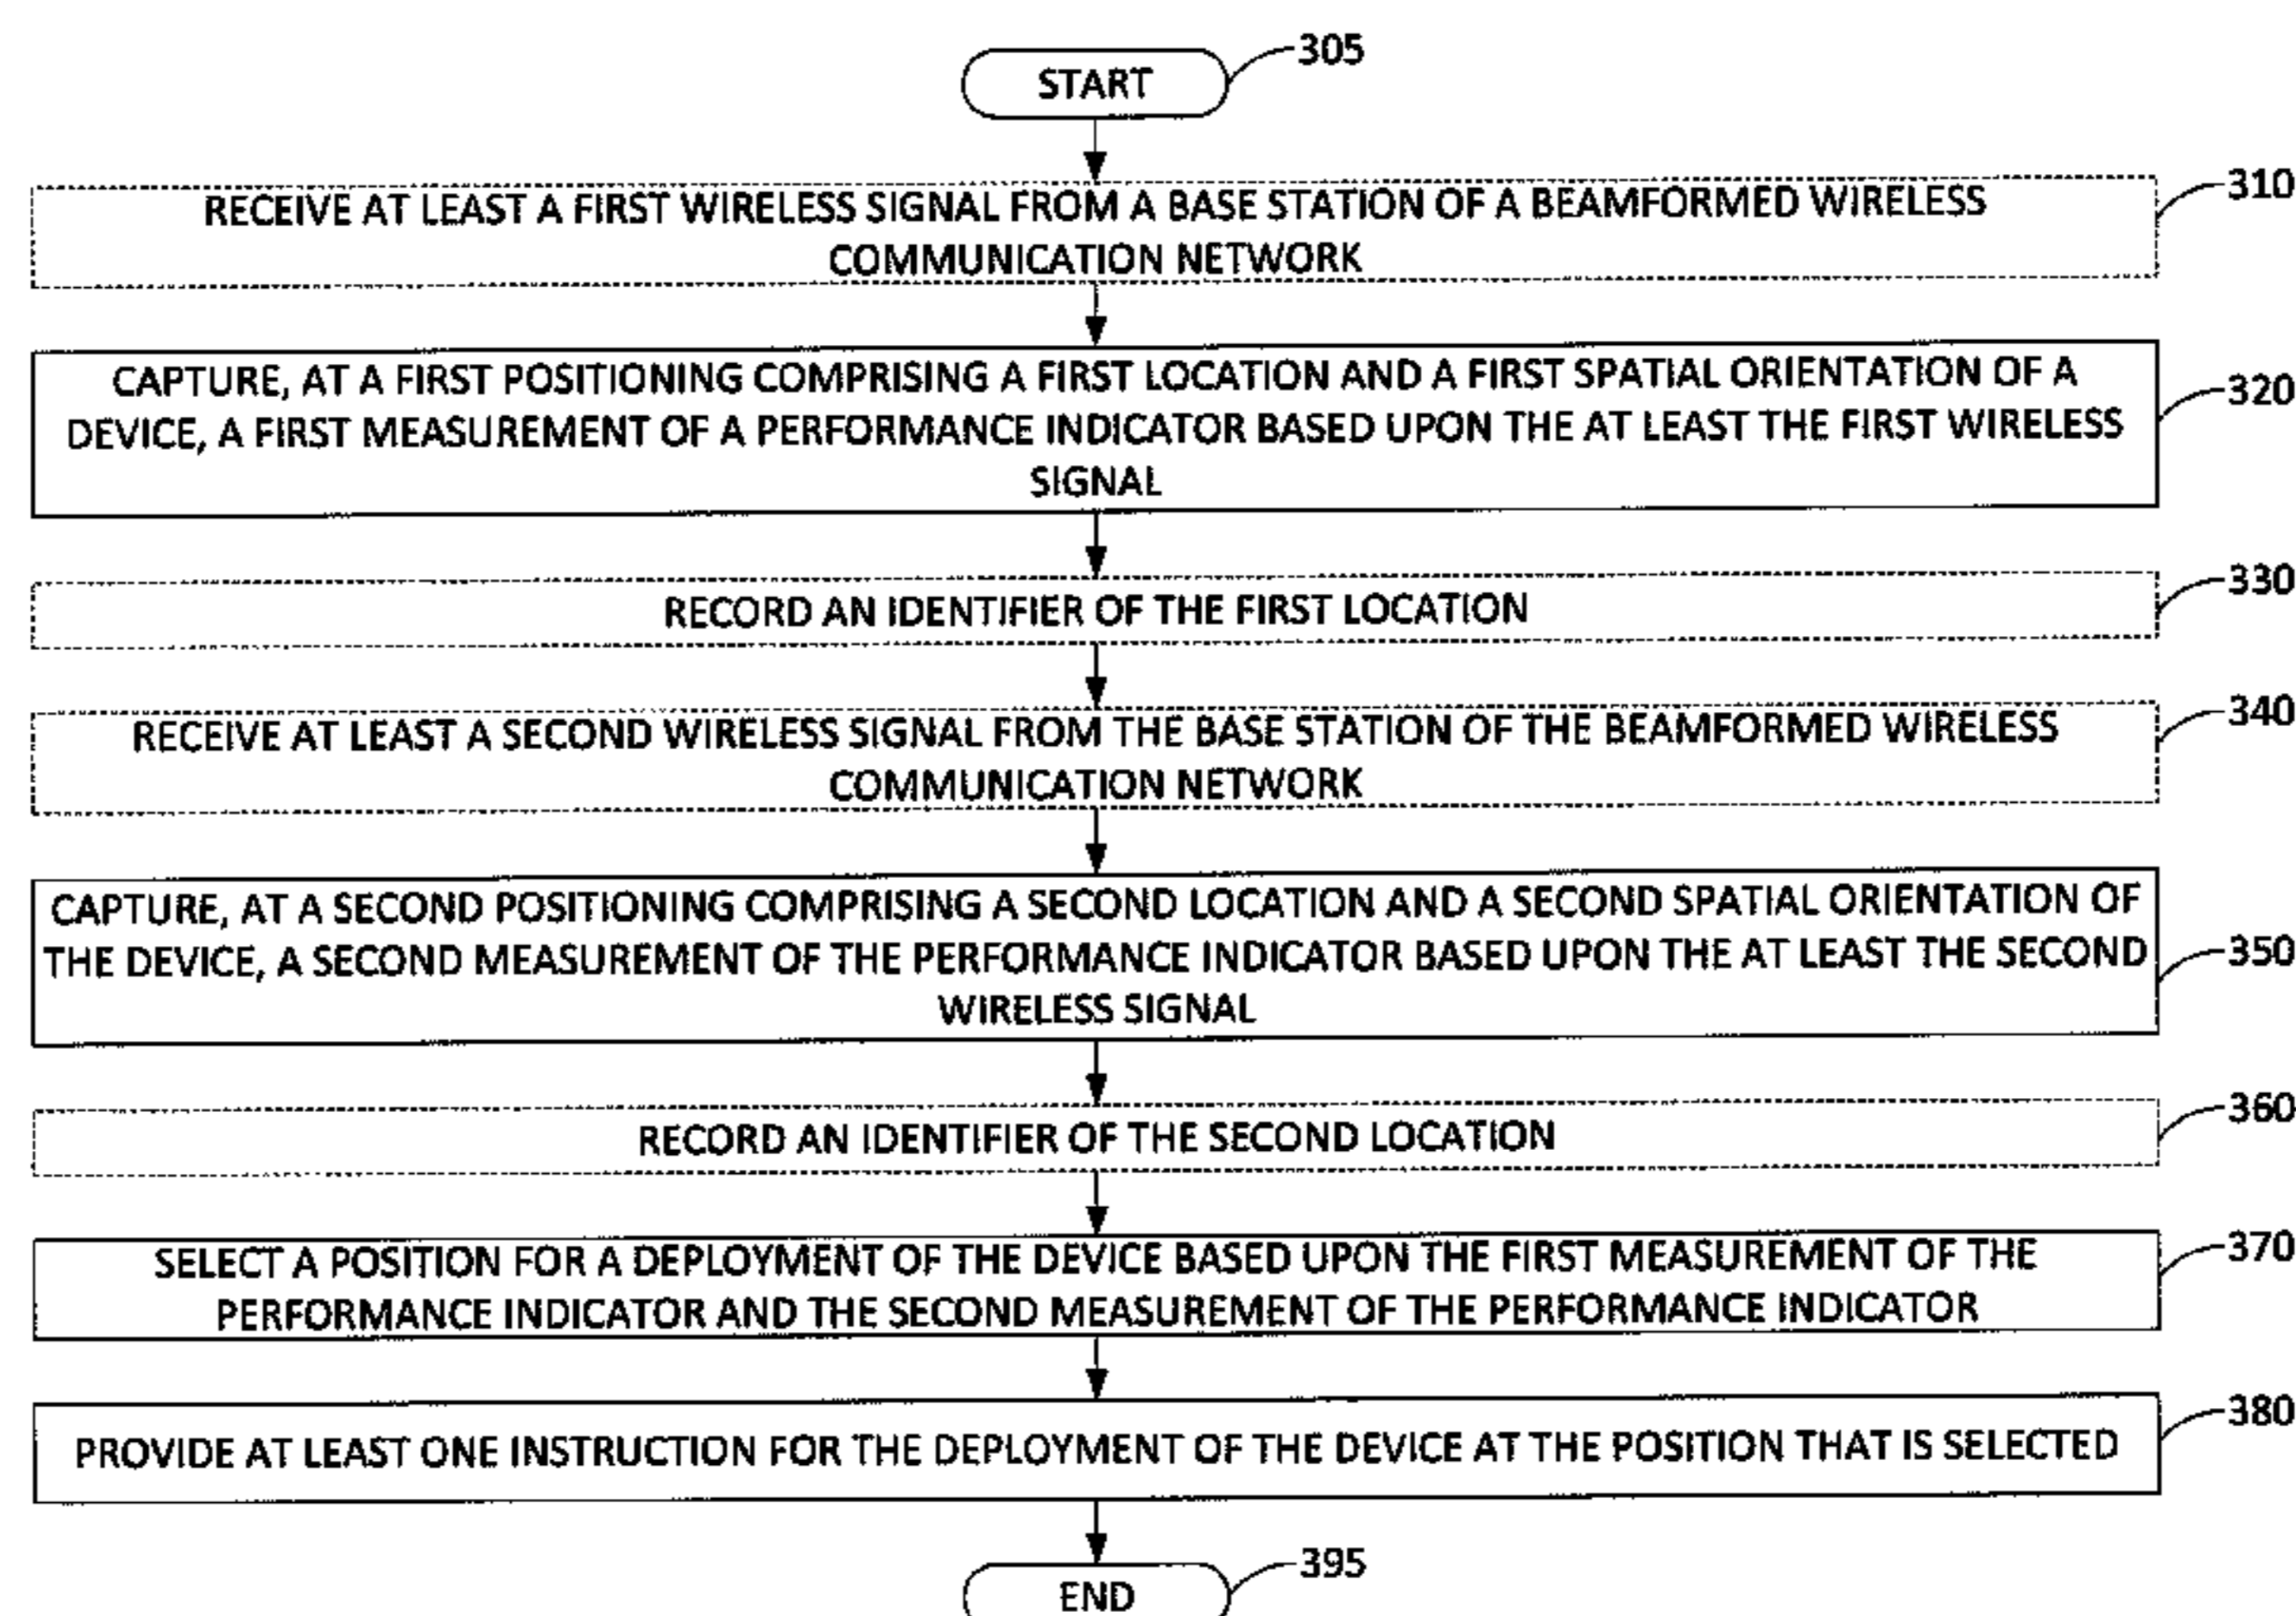 START
305
RECEIVE AT LEAST A FIRST WIRELESS SIGNAL FROM A BASE STATION OF A BEAMFORMED WIRELESS
COMMUNICATION NETWORK
310
CAPTURE, AT A FIRST POSITIONING COMPRISING A FIRST LOCATION AND A FIRST SPATIAL ORIENTATION OF A
DEVICE, A FIRST MEASUREMENT OF A PERFORMANCE INDICATOR BASED UPON THE AT LEAST THE FIRST WIRELESS
SIGNAL
320
RECORD AN IDENTIFIER OF THE FIRST LOCATION
330
RECEIVE AT LEAST A SECOND WIRELESS SIGNAL FROM THE BASE STATION OF THE BEAMFORMED WIRELESS
COMMUNICATION NETWORK
340
CAPTURE, AT A SECOND POSITIONING COMPRISING A SECOND LOCATION AND A SECOND SPATIAL ORIENTATION OF
THE DEVICE, A SECOND MEASUREMENT OF THE PERFORMANCE INDICATOR BASED UPON THE AT LEAST THE SECOND
WIRELESS SIGNAL
350
RECORD AN IDENTIFIER OF THE SECOND LOCATION
360
SELECT A POSITION FOR A DEPLOYMENT OF THE DEVICE BASED UPON THE FIRST MEASUREMENT OF THE
PERFORMANCE INDICATOR AND THE SECOND MEASUREMENT OF THE PERFORMANCE INDICATOR
370
PROVIDE AT LEAST ONE INSTRUCTION FOR THE DEPLOYMENT OF THE DEVICE AT THE POSITION THAT IS SELECTED
380
END
395